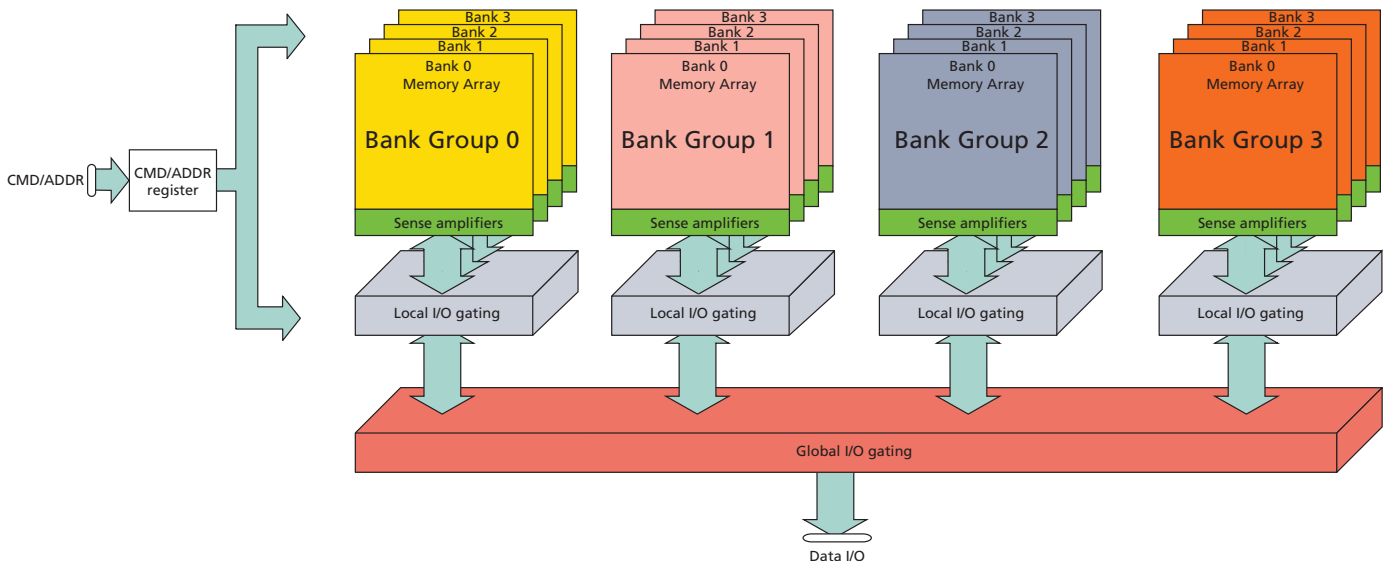 Bank 3
Bank 2
Bank 1
Bank 0
Memory Array
Bank Group 0
Sense amplifiers
Bank 3
Bank 2
Bank 1
Bank 0
Memory Array
Bank Group 1
Sense amplifiers
Bank 3
Bank 2
Bank 1
Bank 0
Memory Array
Bank Group 2
Sense amplifiers
Bank 3
Bank 2
Bank 1
Bank 0
Memory Array
Bank Group 3
Sense amplifiers
CMD/ADDR
CMD/ADDR
register
Local I/O gating
Local I/O gating
Local I/O gating
Local I/O gating
Global I/O gating
Data I/O